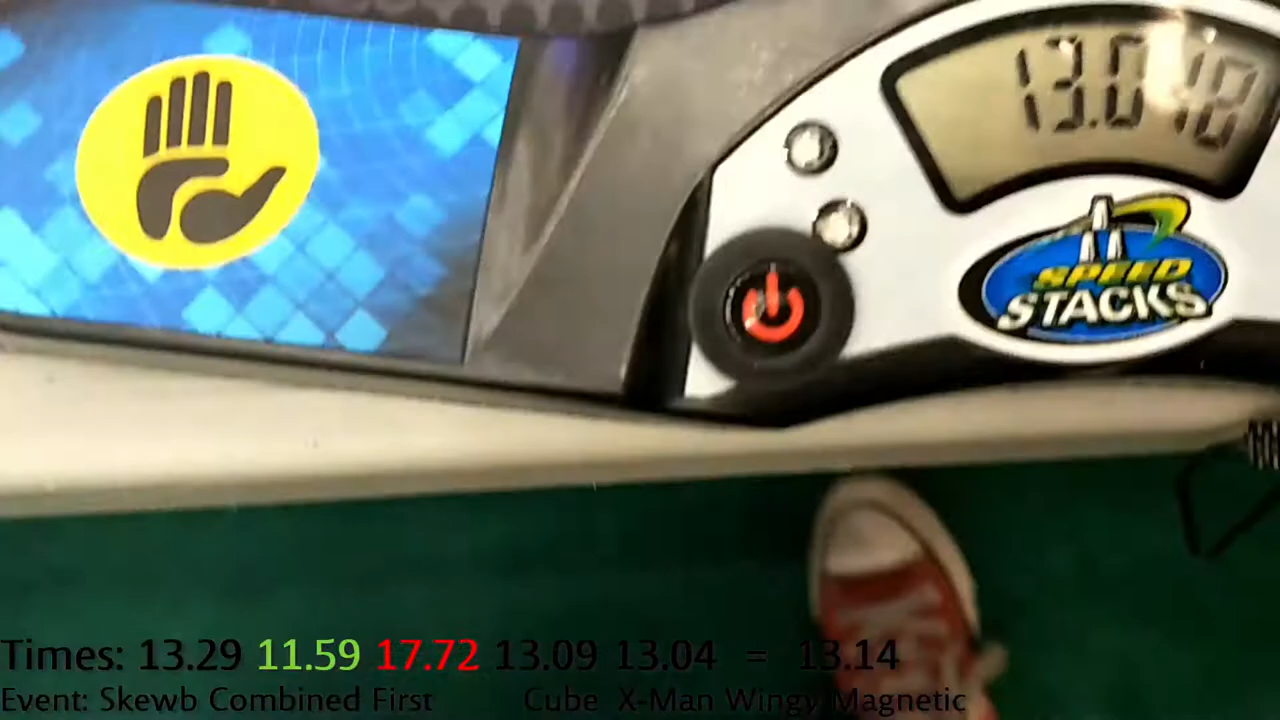 13.048
SPEED
STACKS
Times: 13.29 11.59 17.72 13.09 13.04 = 13.14
Event: Skewb Combined First Cube X-Man Wingy Magnetic